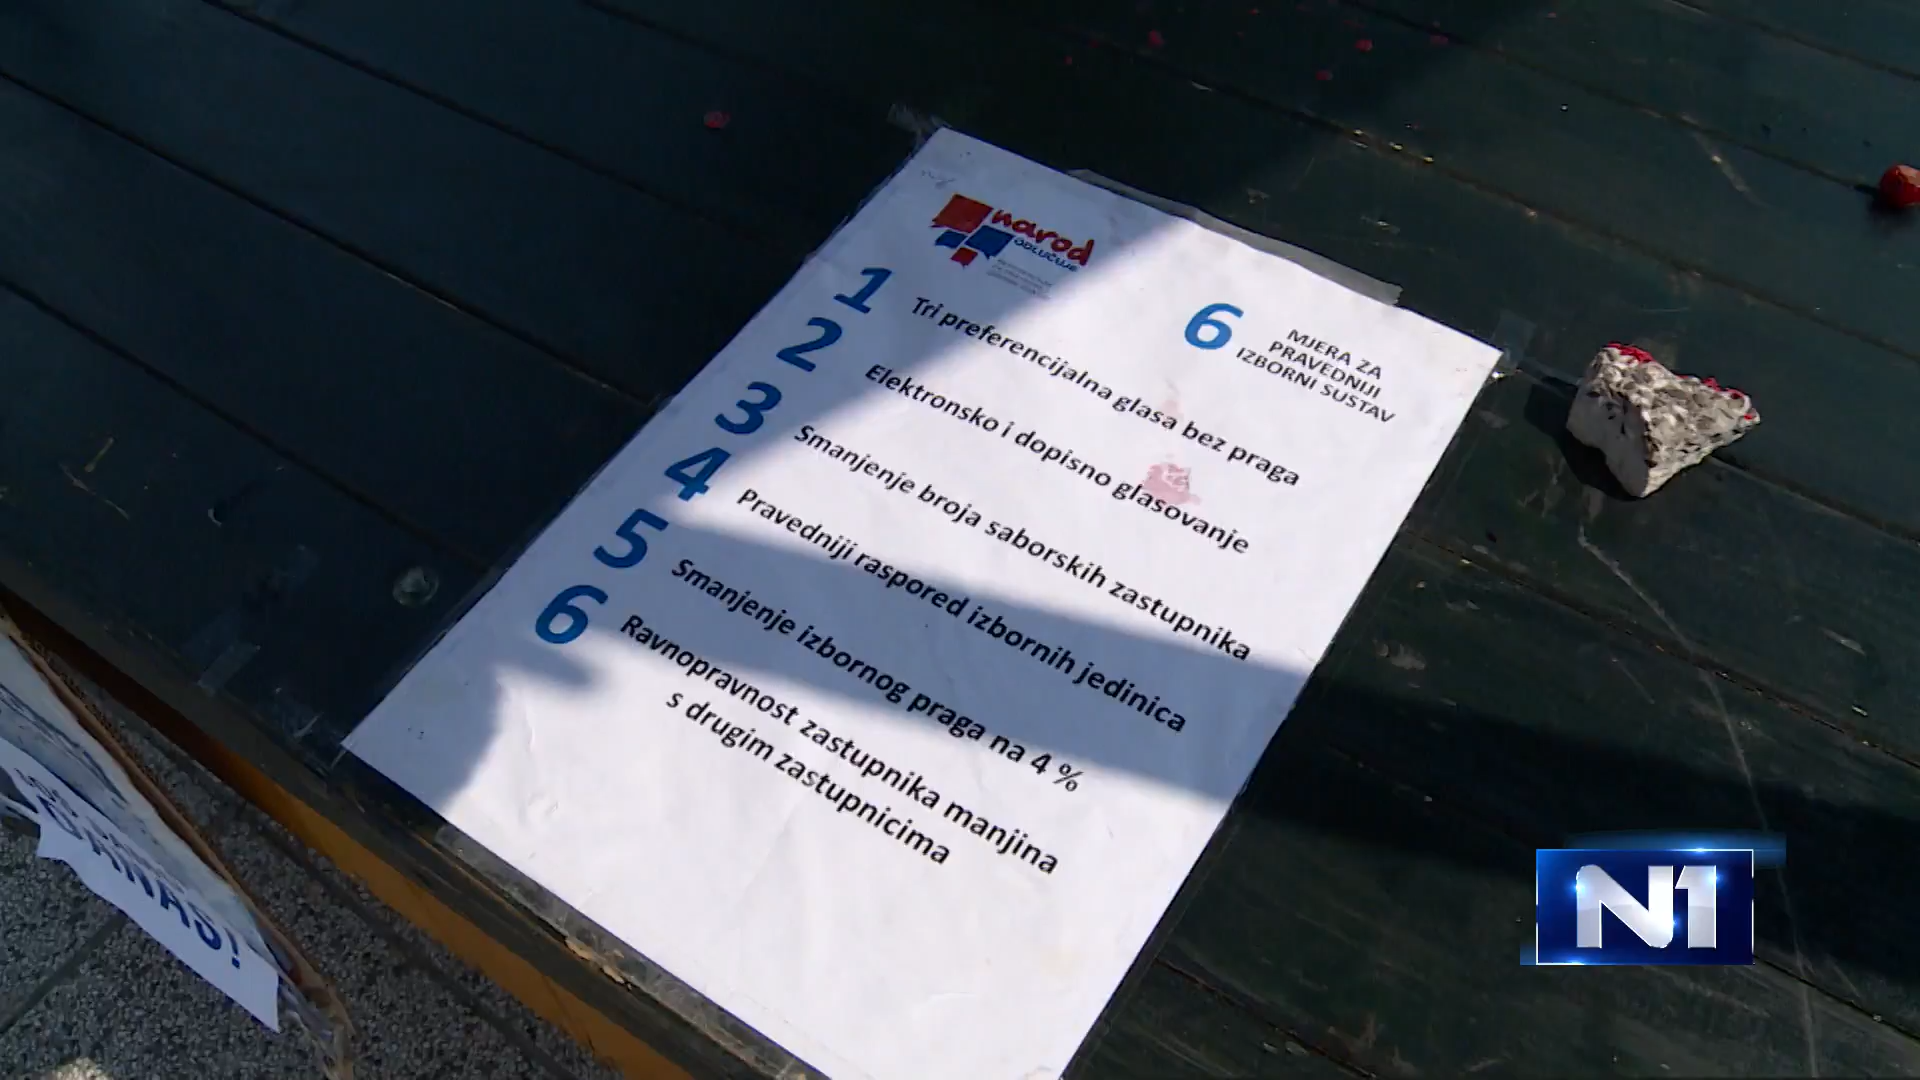 narod
ODLUČUJE
6
MJERA ZA
PRAVEDNIJI
IZBORNI SUSTAV
1 Tri preferencijalna glasa bez praga
2 Elektronsko i dopisno glasovanje
3 Smanjenje broja saborskih zastupnika
4 Pravedniji raspored izbornih jedinica
5 Smanjenje izbornog praga na 4 %
6 Ravnopravnost zastupnika manjina
s drugim zastupnicima
DANAS!
N1